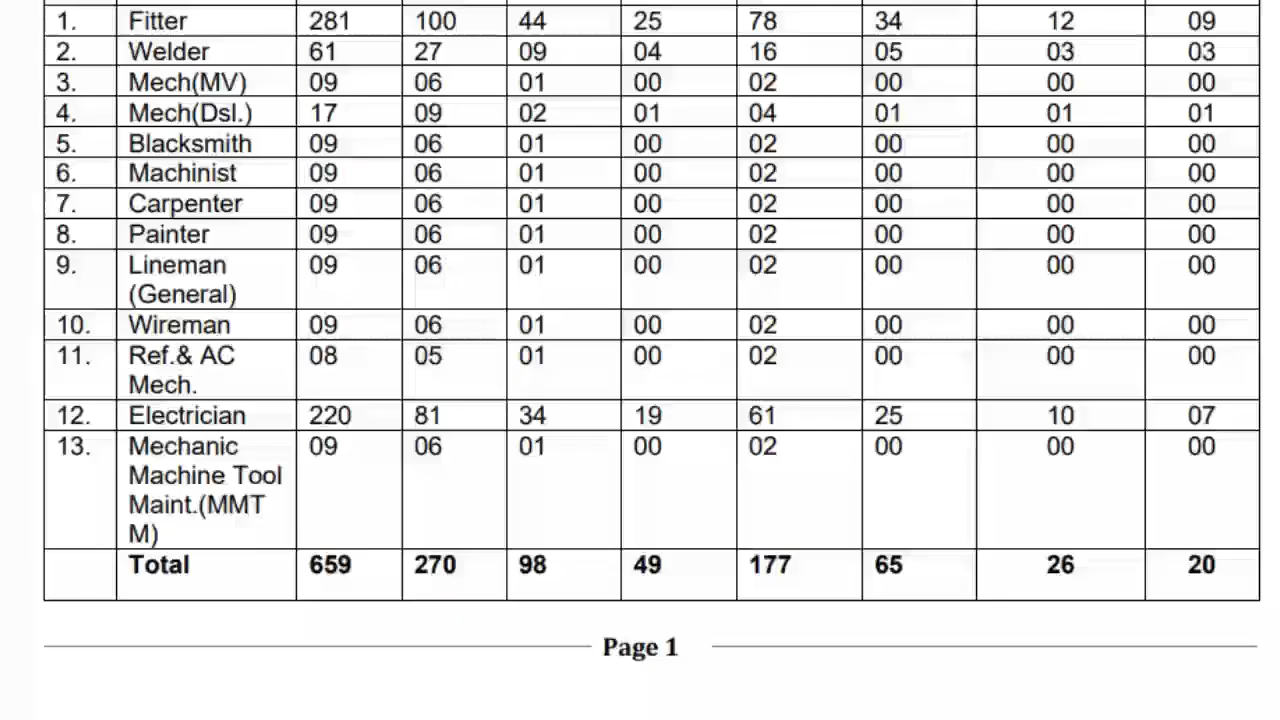 1. Fitter 281 100 44 25 78 34 12 09
2. Welder 61 27 09 04 16 05 03 03
3. Mech(MV) 09 06 01 00 02 00 00 00
4. Mech(Dsl.) 17 09 02 01 04 01 01 01
5. Blacksmith 09 06 01 00 02 00 00 00
6. Machinist 09 06 01 00 02 00 00 00
7. Carpenter 09 06 01 00 02 00 00 00
8. Painter 09 06 01 00 02 00 00 00
9. Lineman 09 06 01 00 02 00 00 00
(General)
10. Wireman 09 06 01 00 02 00 00 00
11. Ref.& AC 08 05 01 00 02 00 00 00
Mech.
12. Electrician 220 81 34 19 61 25 10 07
13. Mechanic 09 06 01 00 02 00 00 00
Machine Tool
Maint.(MMT
M)
Total 659 270 98 49 177 65 26 20
Page 1